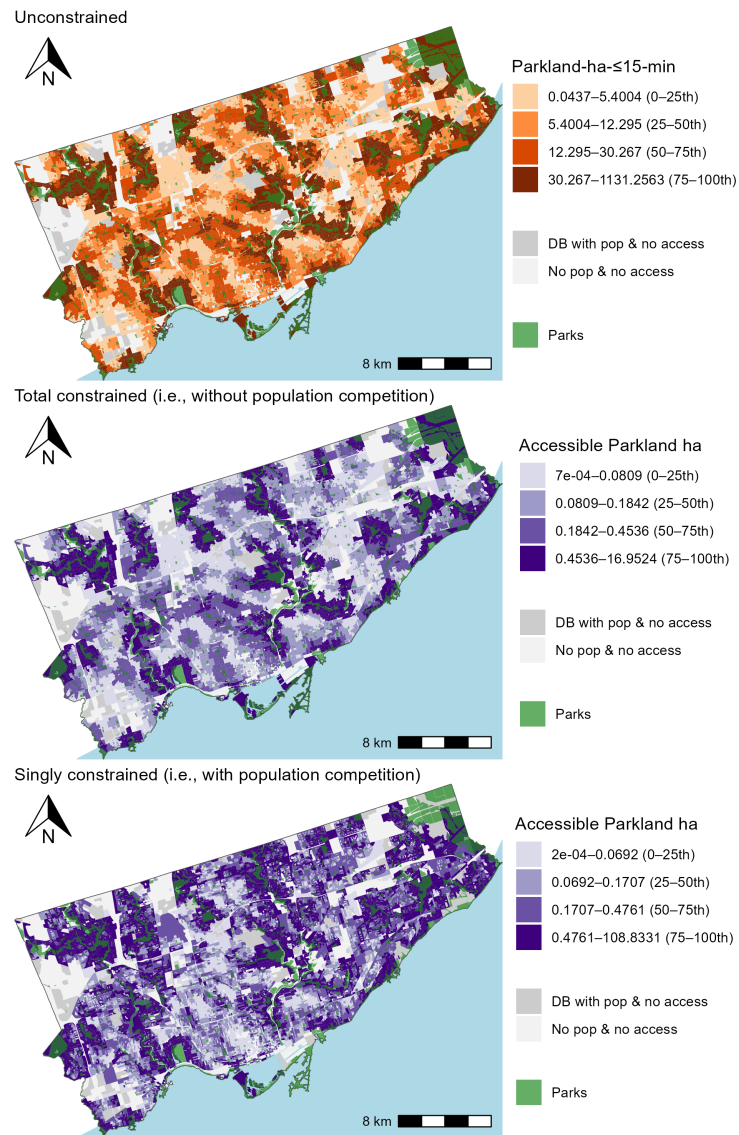 Unconstrained
N
Parkland-ha-≤15-min
0.0437–5.4004 (0–25th)
5.4004–12.295 (25–50th)
12.295–30.267 (50–75th)
30.267–1131.2563 (75–100th)
DB with pop & no access
No pop & no access
Parks
8 km
Total constrained (i.e., without population competition)
N
Accessible Parkland ha
7e-04–0.0809 (0–25th)
0.0809–0.1842 (25–50th)
0.1842–0.4536 (50–75th)
0.4536–16.9524 (75–100th)
DB with pop & no access
No pop & no access
Parks
8 km
Singly constrained (i.e., with population competition)
N
Accessible Parkland ha
2e-04–0.0692 (0–25th)
0.0692–0.1707 (25–50th)
0.1707–0.4761 (50–75th)
0.4761–108.8331 (75–100th)
DB with pop & no access
No pop & no access
Parks
8 km